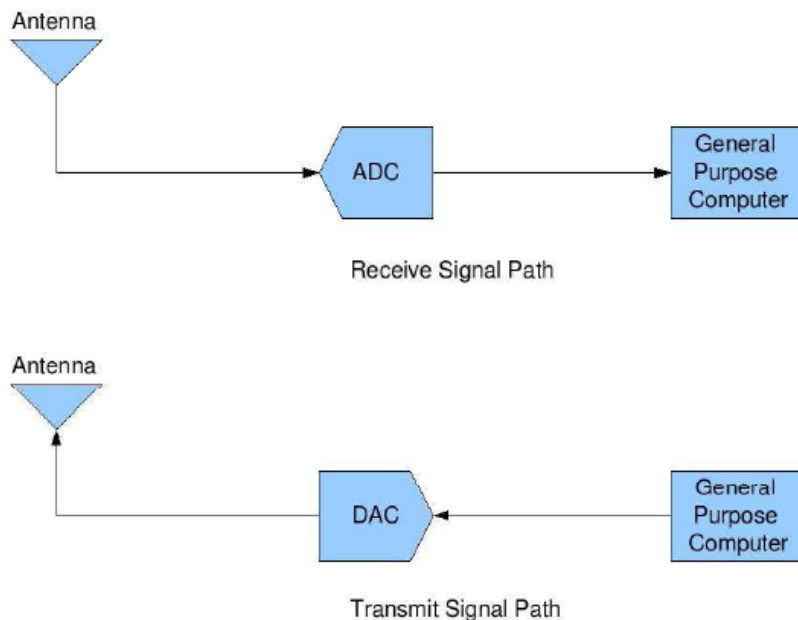 Antenna
ADC
General
Purpose
Computer
Receive Signal Path
Antenna
DAC
General
Purpose
Computer
Transmit Signal Path